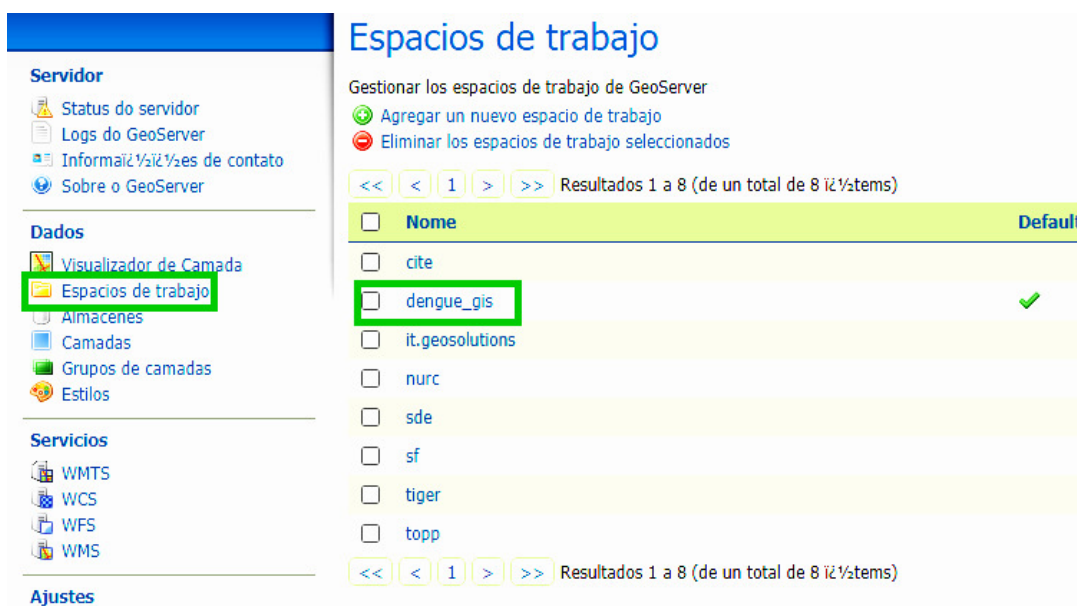 Servidor
Status do servidor
Logs do GeoServer
Informaï¿½ï¿½es de contato
Sobre o GeoServer
Dados
Visualizador de Camada
Espacios de trabajo
Almacenes
Camadas
Grupos de camadas
Estilos
Servicios
WMTS
WCS
WFS
WMS
Ajustes
Espacios de trabajo
Gestionar los espacios de trabajo de GeoServer
Agregar un nuevo espacio de trabajo
Eliminar los espacios de trabajo seleccionados
<< < 1 > >> Resultados 1 a 8 (de un total de 8 ï¿½tems)
Nome Default
cite
dengue_gis
it.geosolutions
nurc
sde
sf
tiger
topp
<< < 1 > >> Resultados 1 a 8 (de un total de 8 ï¿½tems)